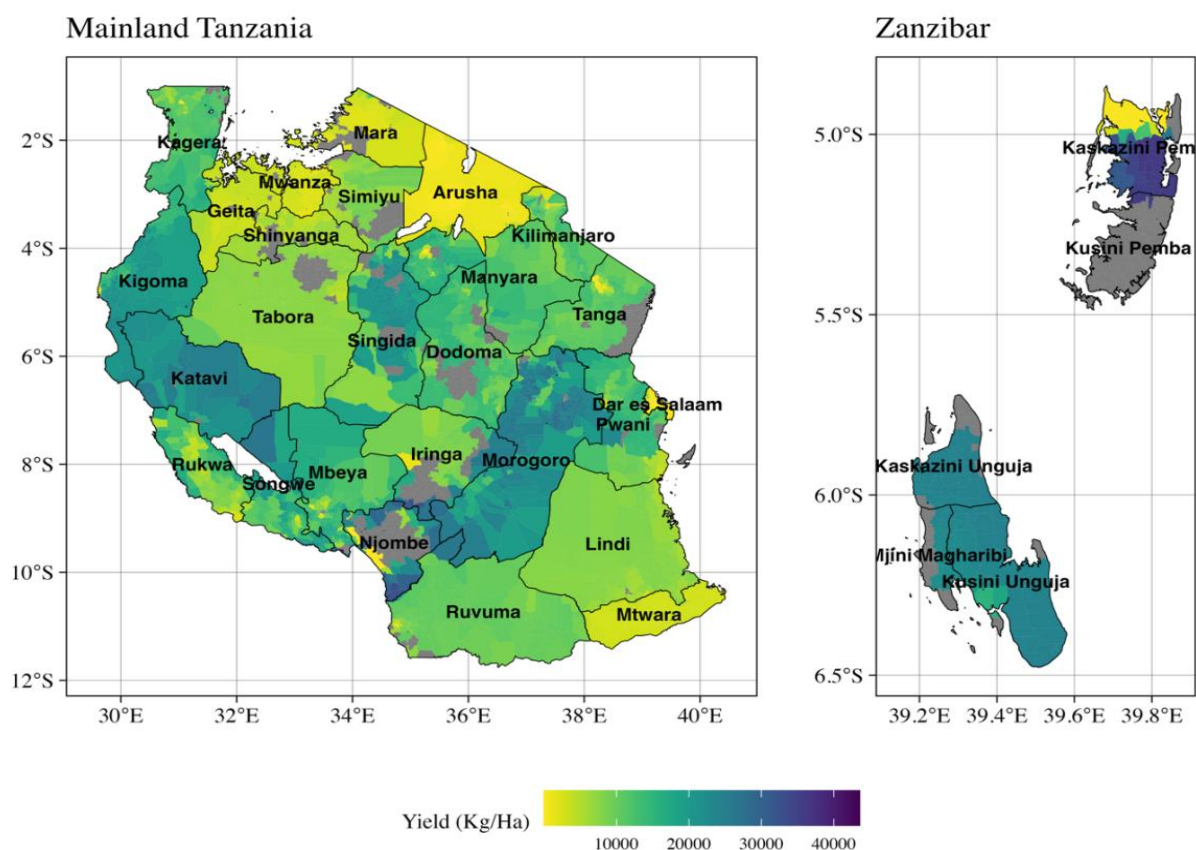 Mainland Tanzania
Zanzibar
2°S
4°S
6°S
8°S
10°S
12°S
30°E
32°E
34°E
36°E
38°E
40°E
Kagera
Mara
Mwanza
Simiyu
Arusha
Geita
Shinyanga
Kilimanjaro
Kigoma
Manyara
Tabora
Tanga
Singida
Dodoma
Katavi
Dar es Salaam
Pwani
Iringa
Morogoro
Rukwa
Mbeya
Songwe
Njombe
Lindi
Ruvuma
Mtwara
5.0°S
5.5°S
6.0°S
6.5°S
39.2°E
39.4°E
39.6°E
39.8°E
Kaskazini Pem
Kusini Pemba
Kaskazini Unguja
Mjini Magharibi
Kusini Unguja
Yield (Kg/Ha)
10000
20000
30000
40000